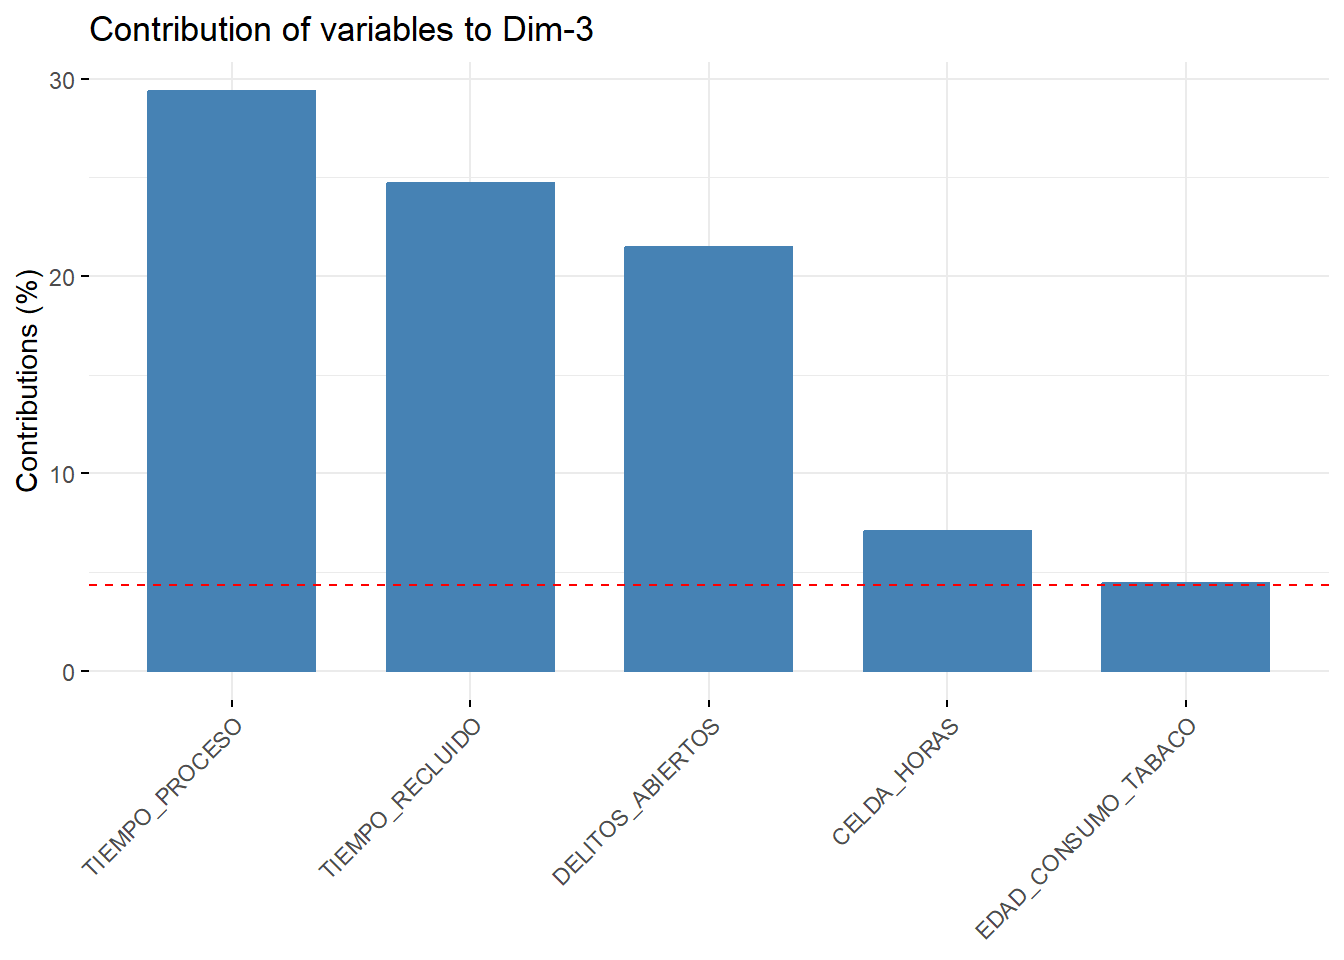 Contribution of variables to Dim-3
Contributions (%)
30
20
10
0
TIEMPO_PROCESO
TIEMPO_RECLUIDO
DELITOS_ABIERTOS
CELDA_HORAS
EDAD_CONSUMO_TABACO